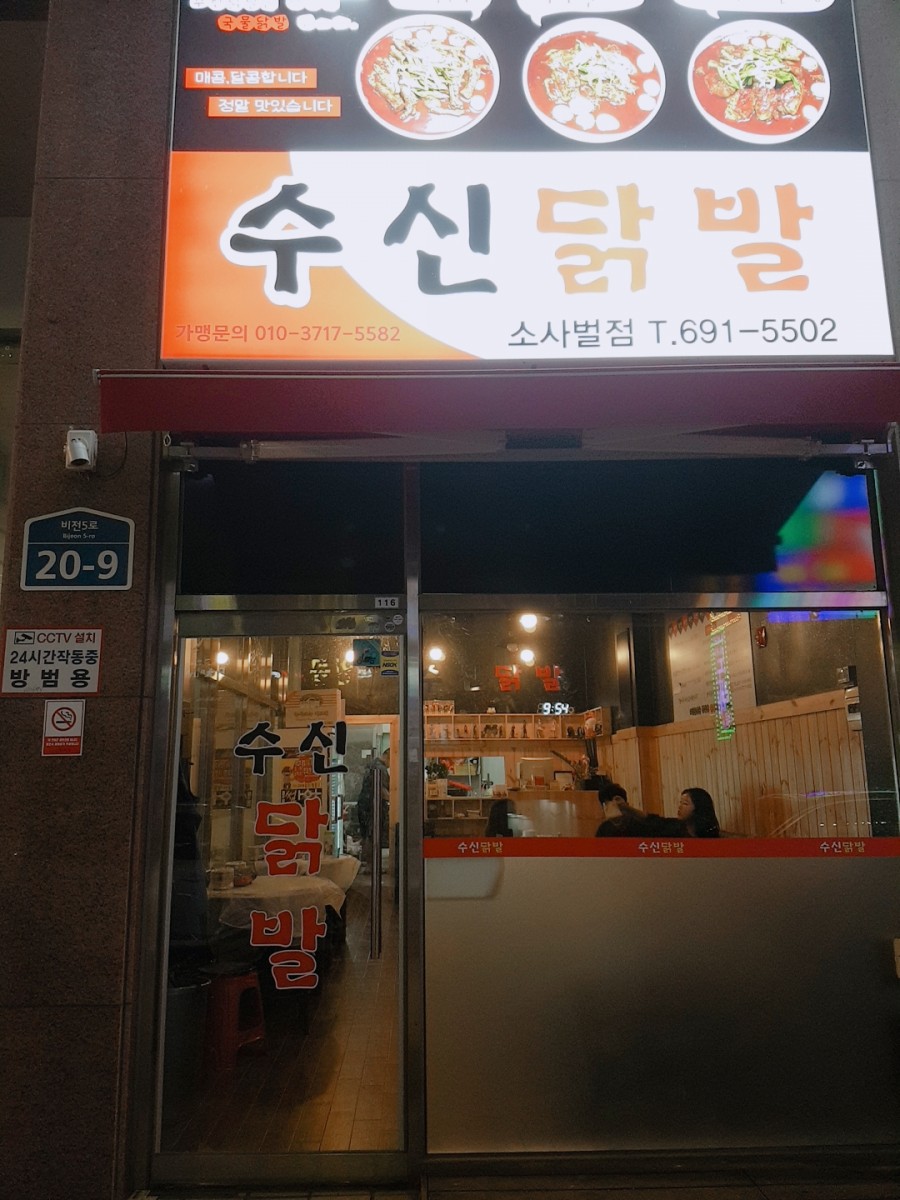 국물닭발
매콤,달콤합니다
정말 맛있습니다
수신닭발
가맹문의 010-3717-5582
소사벌점 T.691-5502
비전5로
Bijeon 5-ro
20-9
CCTV 설치
24시간작동중
방범용
116
닭발
9:54
수신
닭
발
수신닭발
수신닭발
수신닭발